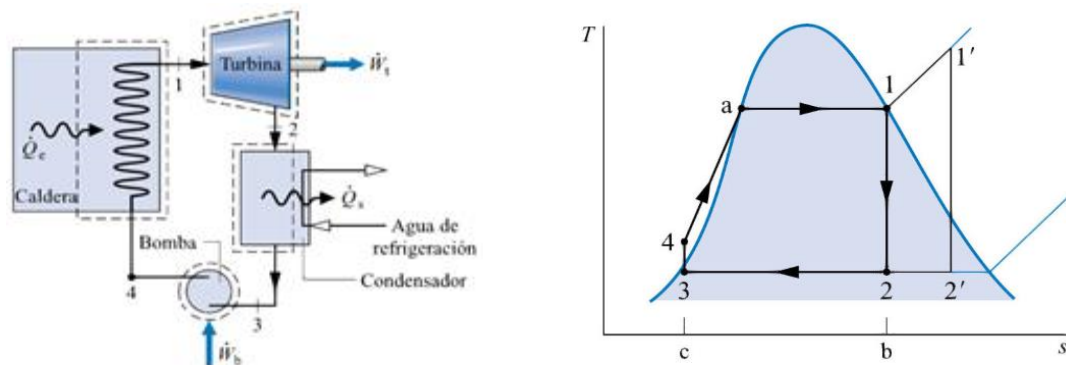 Turbina
Ẇt
1
2
Q̇e
Caldera
Q̇s
Agua de
refrigeración
Bomba
Condensador
4
3
Ẇb
T
1′
1
a
4
3
2
2′
c
b
s